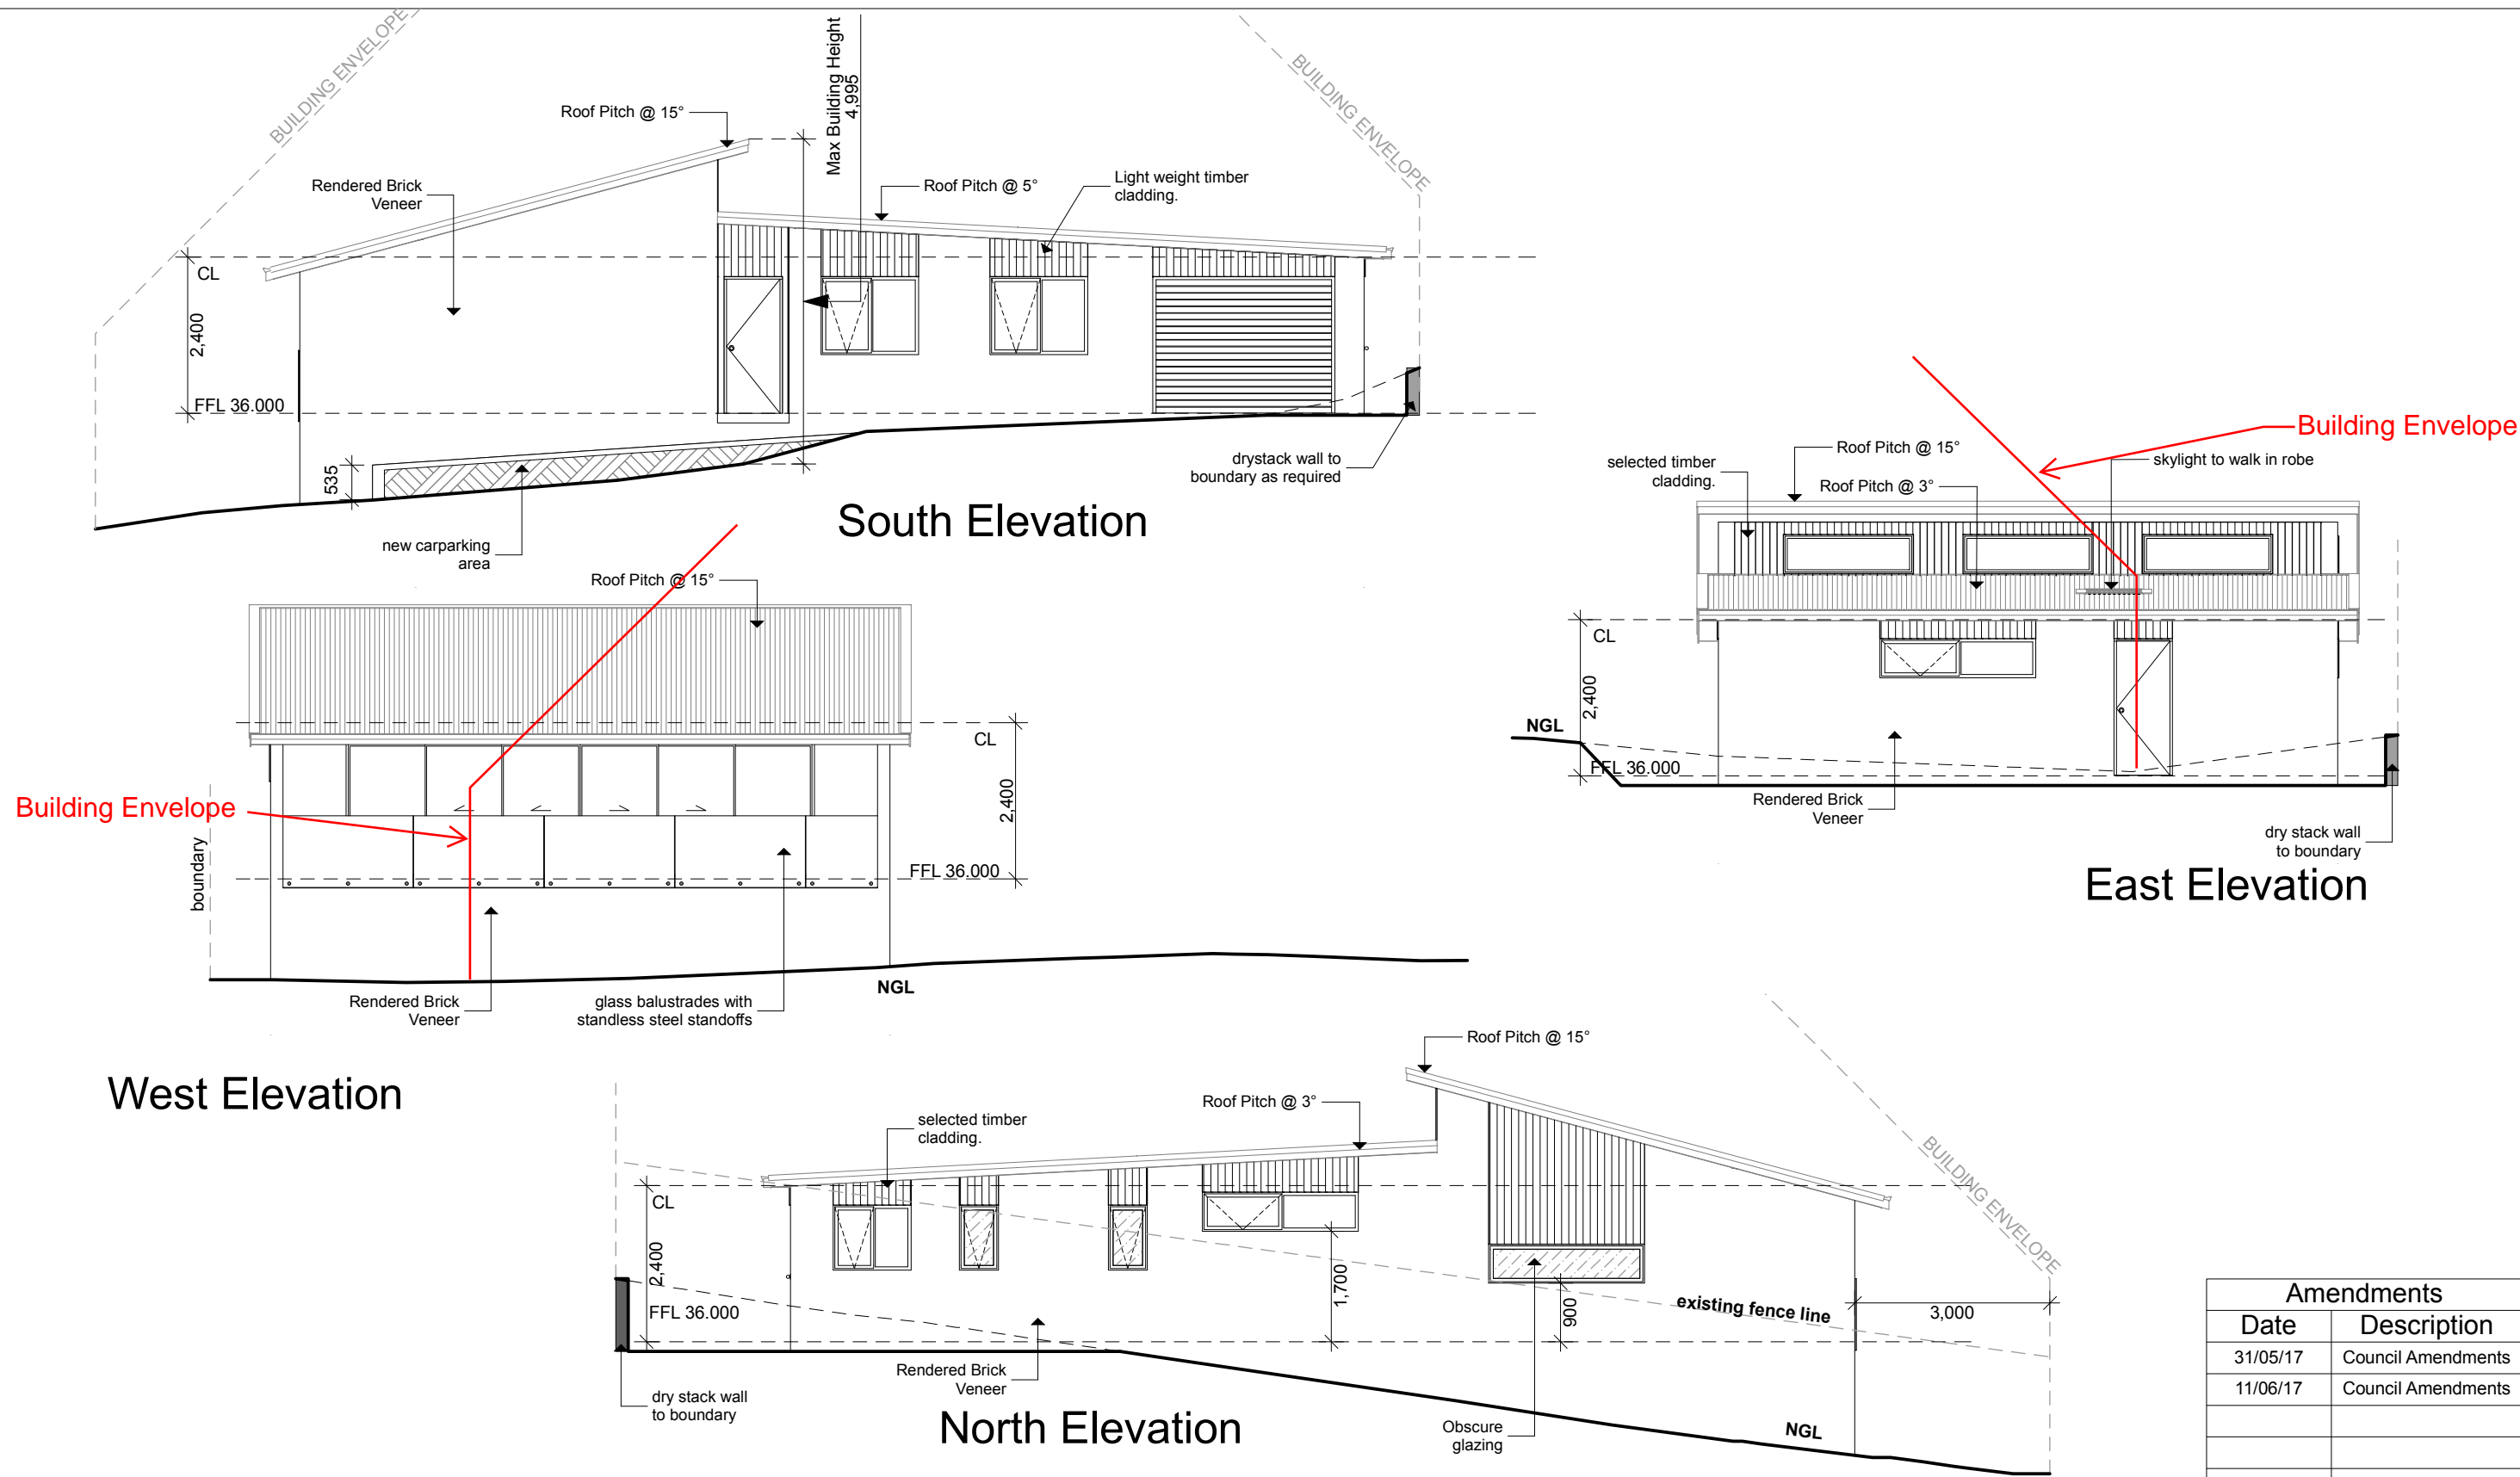 BUILDING ENVELOPE
Roof Pitch @ 15°
Max Building Height
4,995
BUILDING ENVELOPE
Rendered Brick
Veneer
Roof Pitch @ 5°
Light weight timber
cladding.
CL
2,400
FFL 36.000
535
new carparking
area
drystack wall to
boundary as required
South Elevation
Building Envelope
Roof Pitch @ 15°
selected timber
cladding.
skylight to walk in robe
Roof Pitch @ 3°
CL
2,400
NGL
FFL 36.000
Rendered Brick
Veneer
dry stack wall
to boundary
East Elevation
Roof Pitch @ 15°
CL
2,400
Building Envelope
boundary
FFL 36.000
NGL
Rendered Brick
Veneer
glass balustrades with
standless steel standoffs
West Elevation
Roof Pitch @ 15°
Roof Pitch @ 3°
selected timber
cladding.
BUILDING ENVELOPE
CL
2,400
FFL 36.000
1,700
900
existing fence line
3,000
Rendered Brick
Veneer
dry stack wall
to boundary
Obscure
glazing
NGL
North Elevation
Amendments
Date Description
31/05/17 Council Amendments
11/06/17 Council Amendments